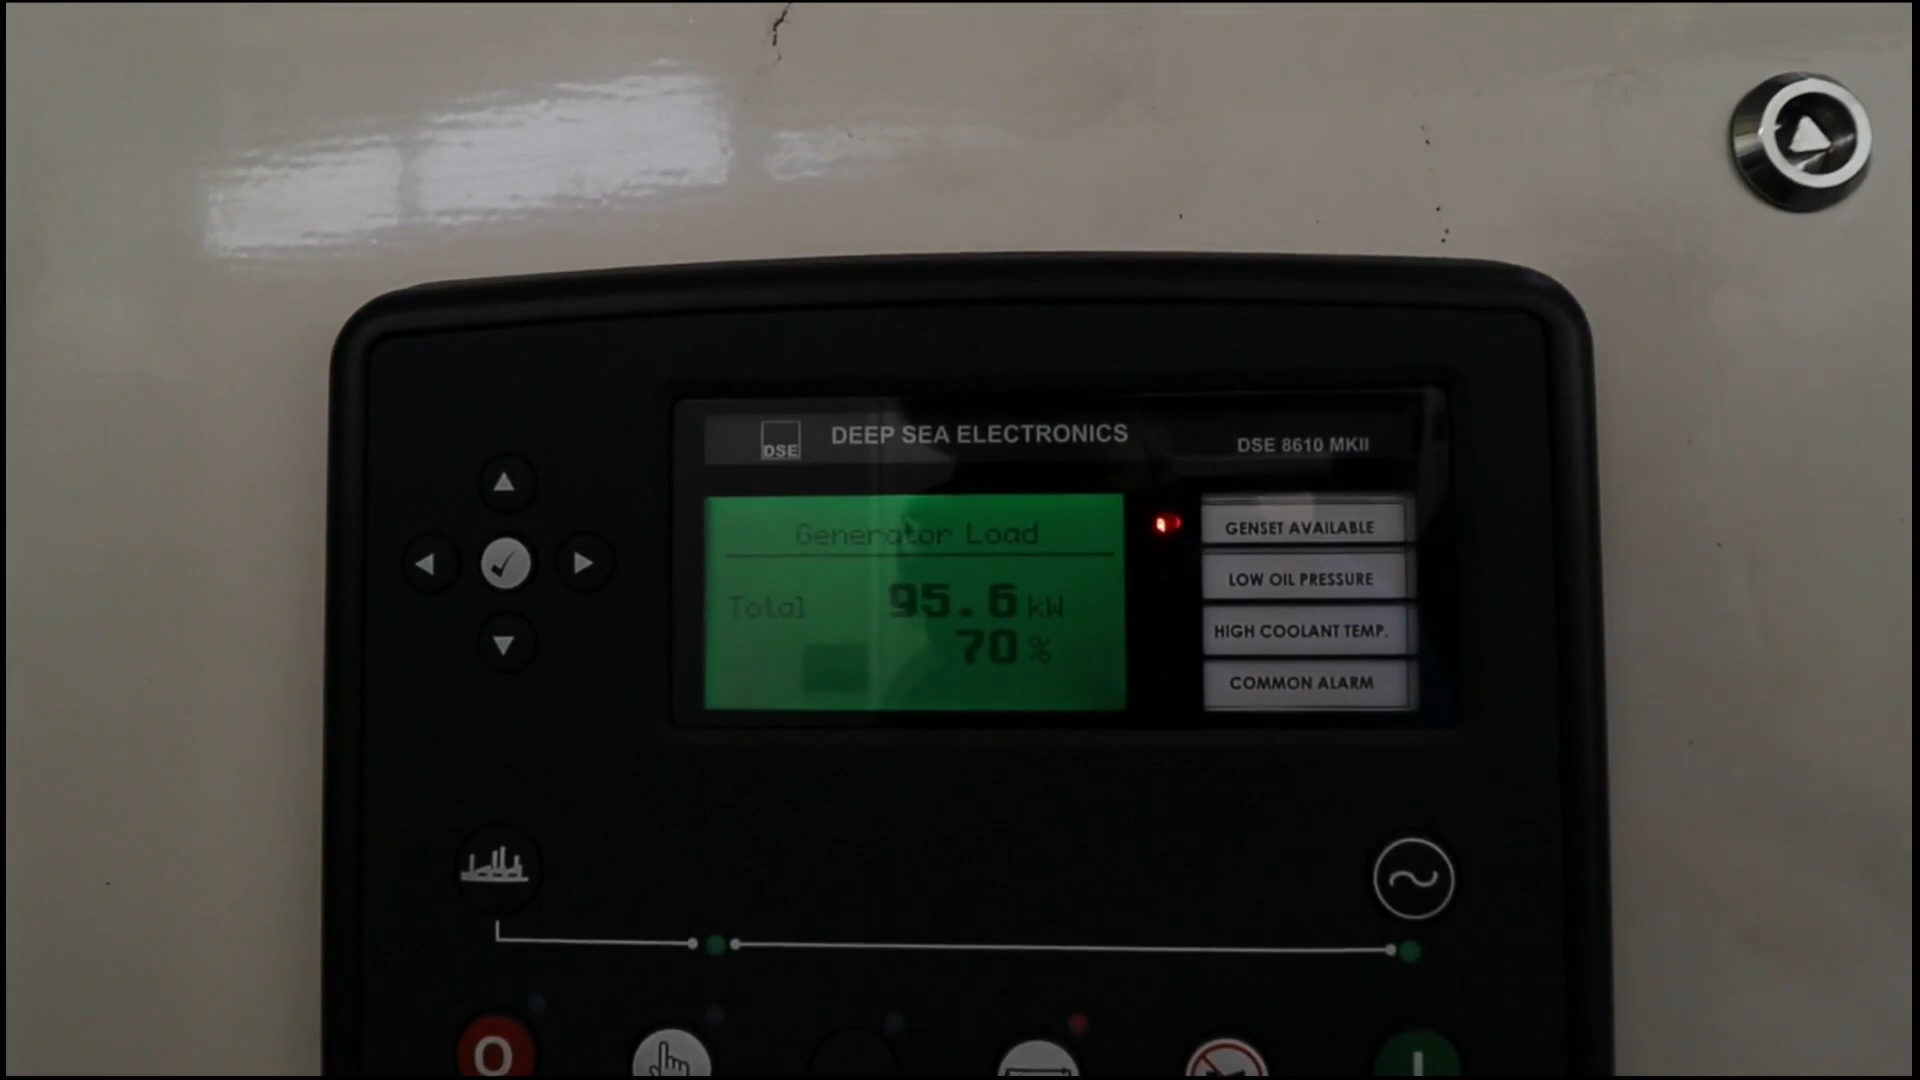 DSE
DEEP SEA ELECTRONICS
DSE 8610 MKII
Generator Load
Total 95.6 kW
70 %
GENSET AVAILABLE
LOW OIL PRESSURE
HIGH COOLANT TEMP.
COMMON ALARM
O
I